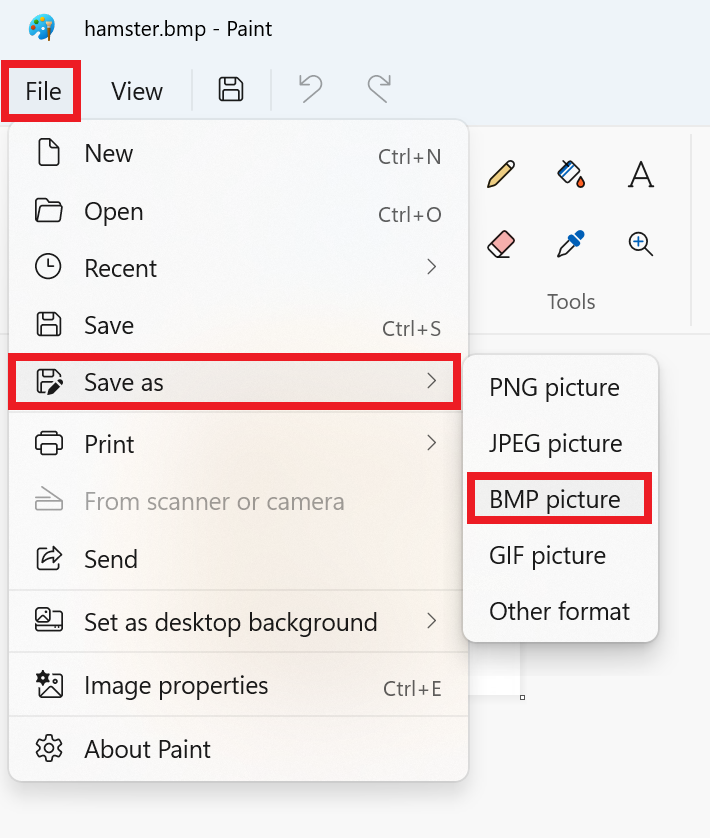 hamster.bmp - Paint
File View
New Ctrl+N
Open Ctrl+O
Recent
Save Ctrl+S
Save as
Print
From scanner or camera
Send
Set as desktop background
Image properties Ctrl+E
About Paint
A
Tools
PNG picture
JPEG picture
BMP picture
GIF picture
Other format